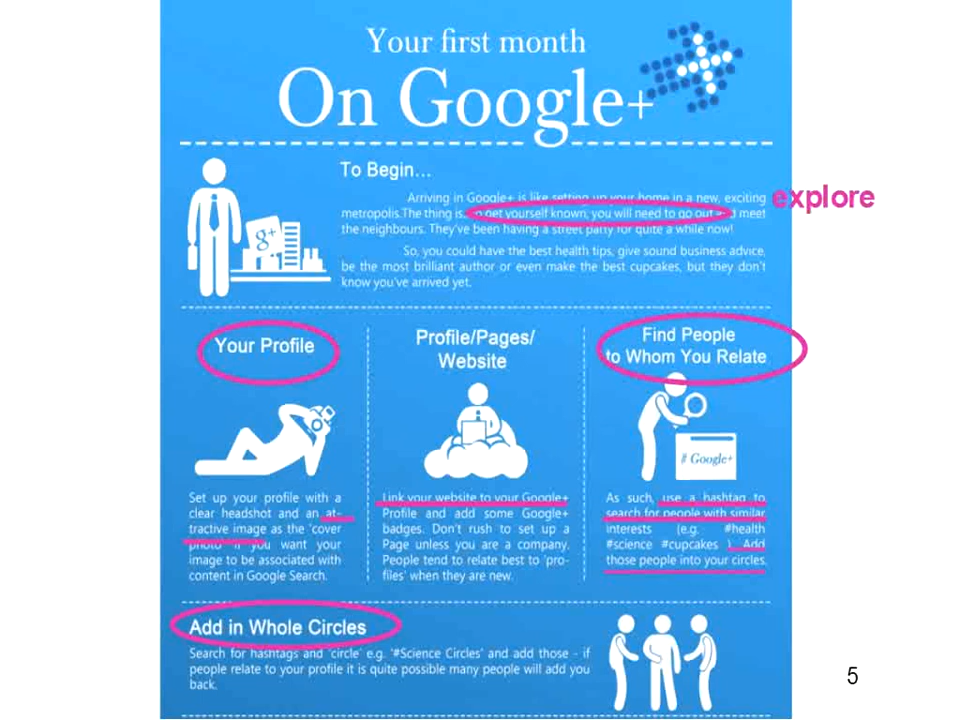 Your first month
On Google+
To Begin...
Arriving in Google+ is like setting up your home in a new, exciting
metropolis.The thing is, to get yourself known, you will need to go out and meet
the neighbours. They've been having a street party for quite a while now!
explore
So, you could have the best health tips, give sound business advice,
be the most brilliant author or even make the best cupcakes, but they don't
know you've arrived yet.
g+
Your Profile
Set up your profile with a
clear headshot and an at-
tractive image as the 'cover
photo' if you want your
image to be associated with
content in Google Search.
Profile/Pages/
Website
Link your website to your Google+
Profile and add some Google+
badges. Don't rush to set up a
Page unless you are a company.
People tend to relate best to 'pro-
files' when they are new.
Find People
to Whom You Relate
# Google+
As such, use a hashtag to
search for people with similar
interests (e.g. #health
#science #cupcakes ). Add
those people into your circles.
Add in Whole Circles
Search for hashtags and 'circle' e.g. '#Science Circles' and add those - if
people relate to your profile it is quite possible many people will add you
back.
5